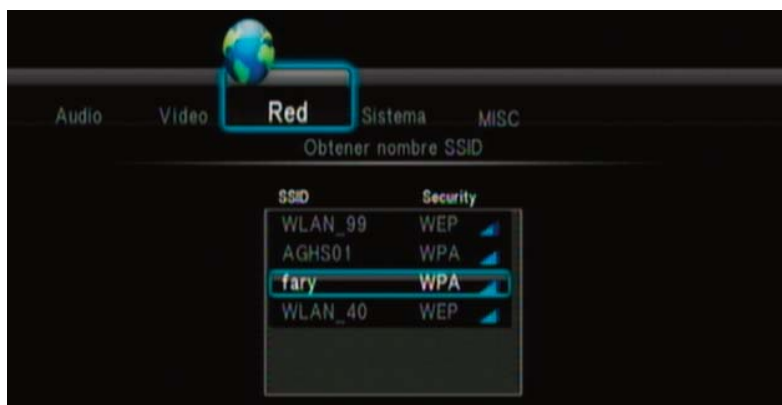 Audio Video Red Sistema MISC
Obtener nombre SSID
SSID Security
WLAN_99 WEP
AGHS01 WPA
fary WPA
WLAN_40 WEP